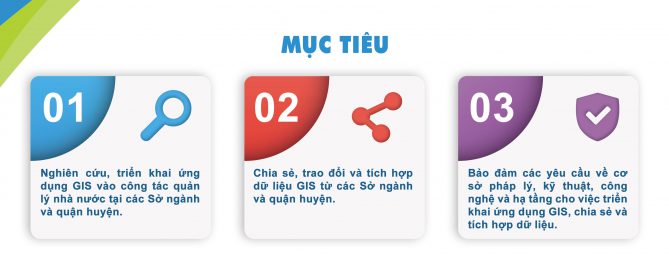 MỤC TIÊU
01
Nghiên cứu, triển khai ứng
dụng GIS vào công tác quản
lý nhà nước tại các Sở ngành
và quận huyện.
02
Chia sẻ, trao đổi và tích hợp
dữ liệu GIS từ các Sở ngành
và quận huyện.
03
Bảo đảm các yêu cầu về cơ
sở pháp lý, kỹ thuật, công
nghệ và hạ tầng cho việc triển
khai ứng dụng GIS, chia sẻ và
tích hợp dữ liệu.